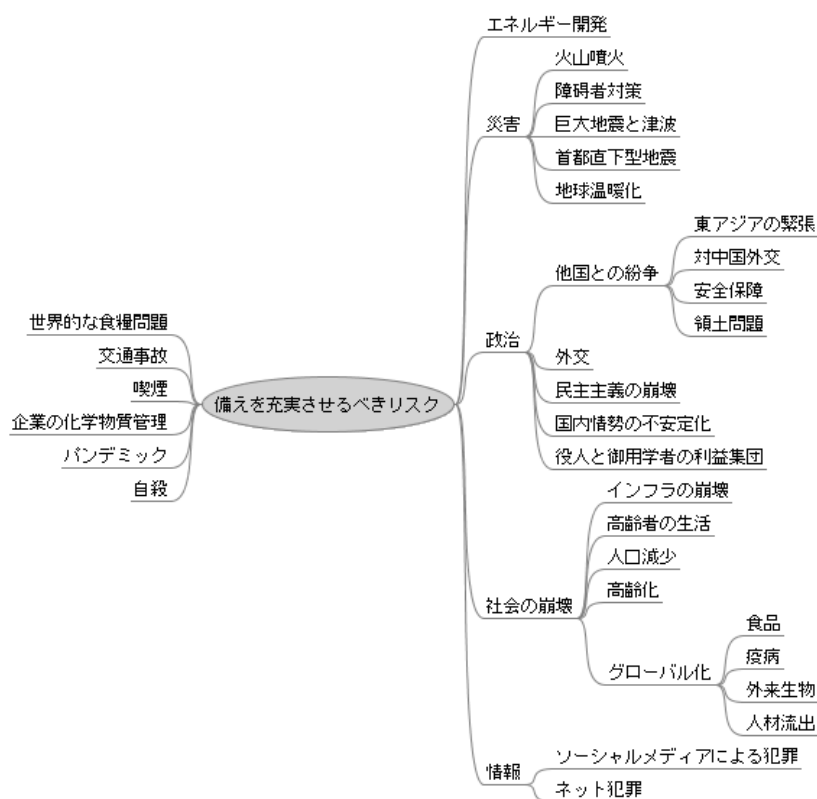 エネルギー開発
災害
火山噴火
障碍者対策
巨大地震と津波
首都直下型地震
地球温暖化
政治
他国との紛争
東アジアの緊張
対中国外交
安全保障
領土問題
外交
民主主義の崩壊
国内情勢の不安定化
役人と御用学者の利益集団
世界的な食糧問題
交通事故
喫煙
企業の化学物質管理
パンデミック
自殺
備えを充実させるべきリスク
社会の崩壊
インフラの崩壊
高齢者の生活
人口減少
高齢化
グローバル化
食品
疫病
外来生物
人材流出
情報
ソーシャルメディアによる犯罪
ネット犯罪